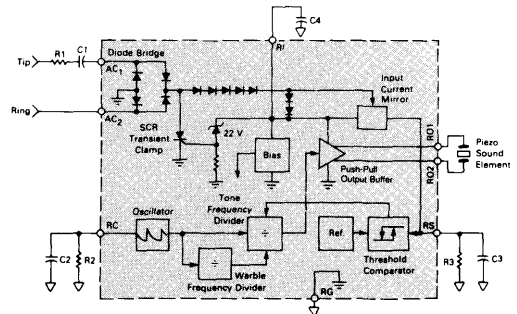 C4
RI
Tip
R1
C1
Diode Bridge
AC1
Input
Current
Mirror
Ring
AC2
SCR
Transient
Clamp
22 V
Bias
RO1
RO2
Piezo
Sound
Element
Push-Pull
Output Buffer
Tone
Frequency
Divider
Oscillator
RC
÷
Ref.
RS
C2
R2
÷
Warble
Frequency Divider
Threshold
Comparator
R3
C3
RG